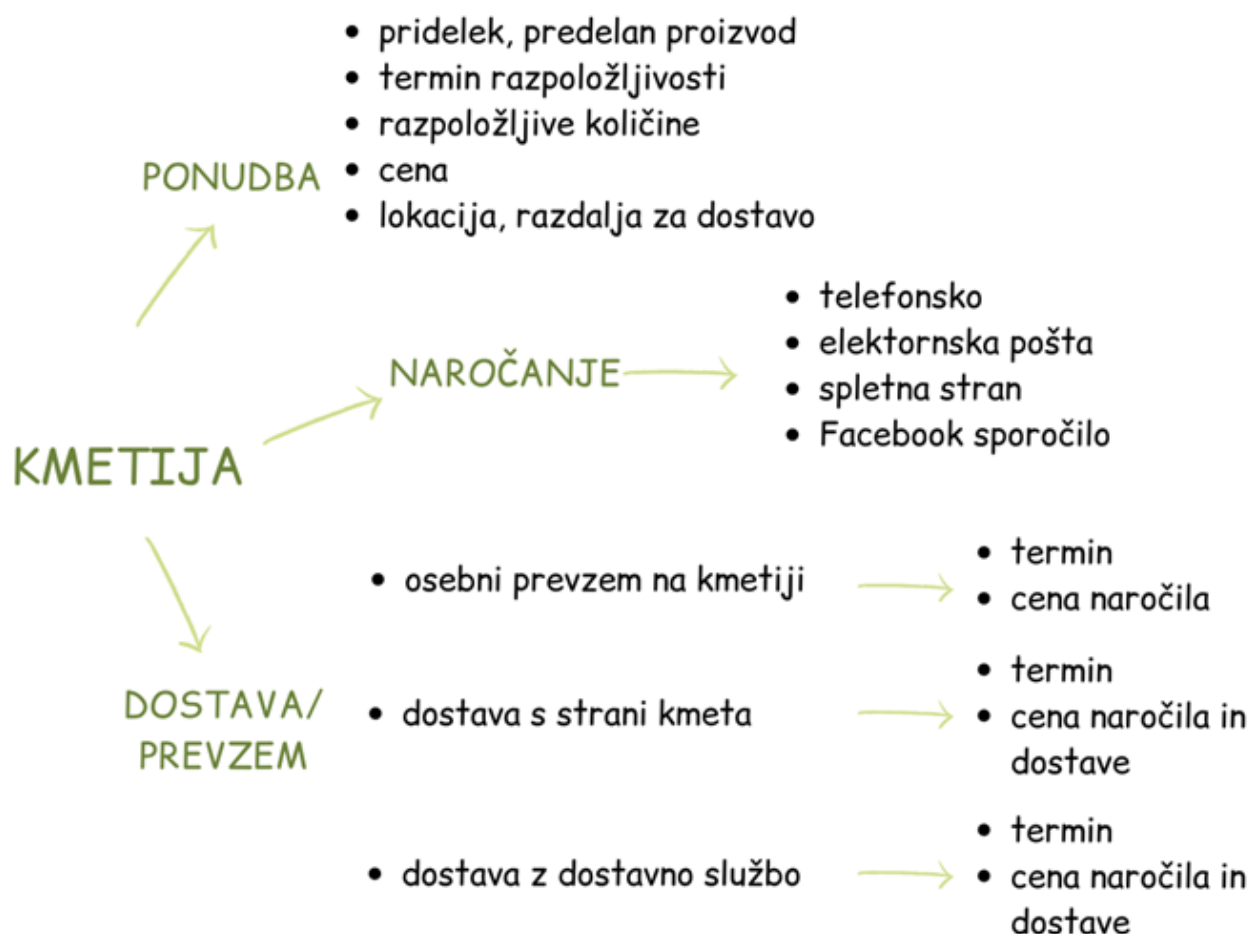 PONUDBA
• pridelek, predelan proizvod
• termin razpoložljivosti
• razpoložljive količine
• cena
• lokacija, razdalja za dostavo
NAROČANJE
• telefonsko
• elektornska pošta
• spletna stran
• Facebook sporočilo
KMETIJA
DOSTAVA/
PREVZEM
• osebni prevzem na kmetiji
• termin
• cena naročila
• dostava s strani kmeta
• termin
• cena naročila in
dostave
• dostava z dostavno službo
• termin
• cena naročila in
dostave